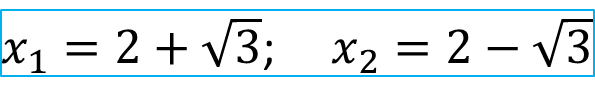 x₁ = 2 + √3; x₂ = 2 − √3